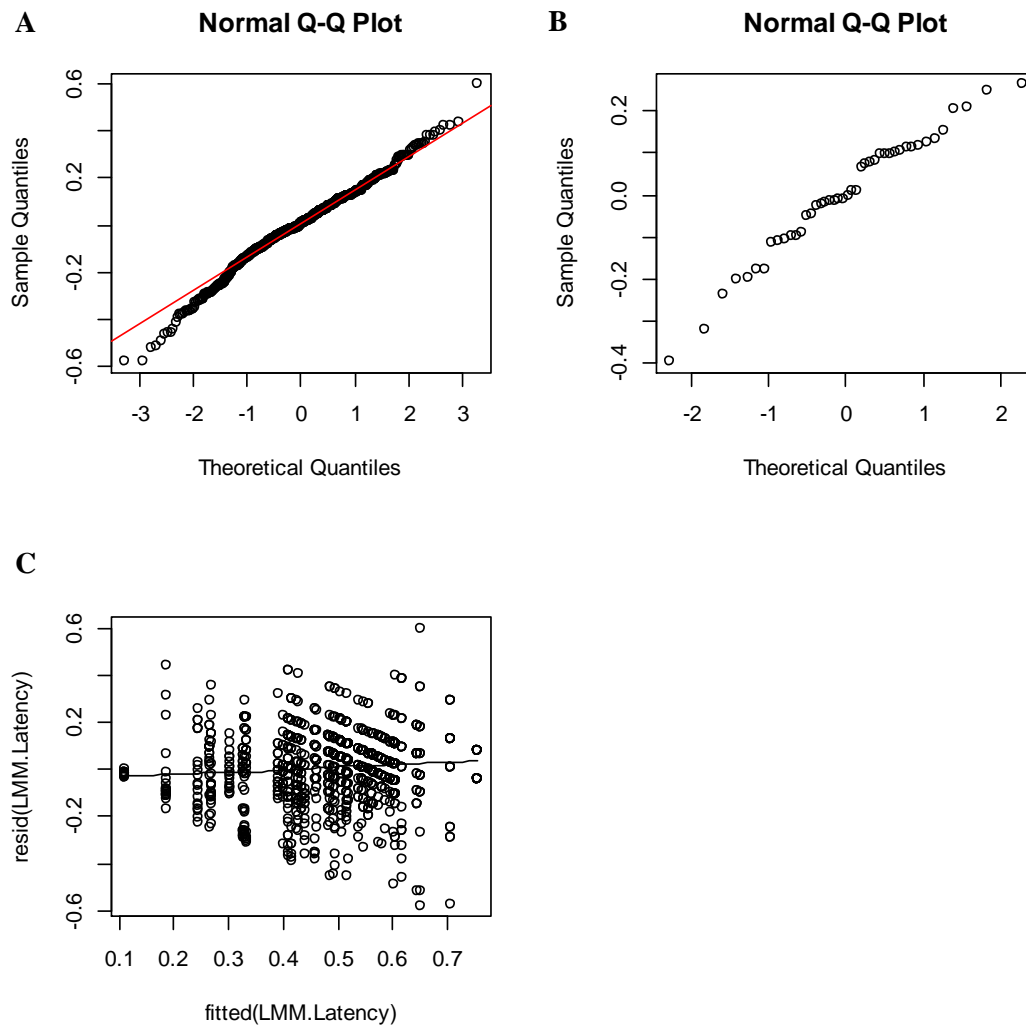 A
Normal Q-Q Plot
Sample Quantiles
0.6
0.2
-0.2
-0.6
-3 -2 -1 0 1 2 3
Theoretical Quantiles
B
Normal Q-Q Plot
Sample Quantiles
0.2
0.0
-0.2
-0.4
-2 -1 0 1 2
Theoretical Quantiles
C
resid(LMM.Latency)
0.6
0.2
-0.2
-0.6
0.1 0.2 0.3 0.4 0.5 0.6 0.7
fitted(LMM.Latency)